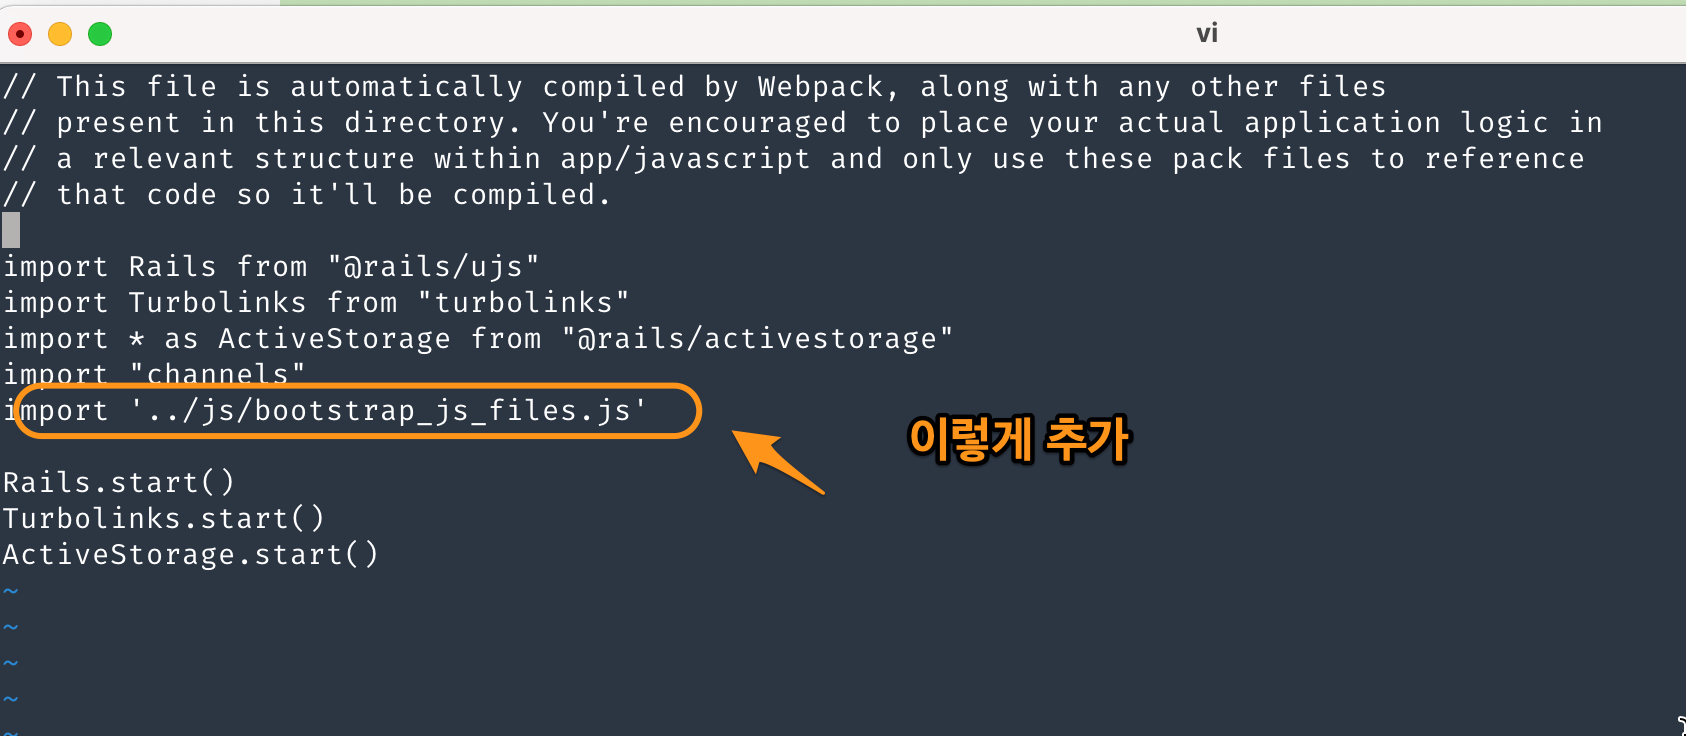 vi
// This file is automatically compiled by Webpack, along with any other files
// present in this directory. You're encouraged to place your actual application logic in
// a relevant structure within app/javascript and only use these pack files to reference
// that code so it'll be compiled.
import Rails from "@rails/ujs"
import Turbolinks from "turbolinks"
import * as ActiveStorage from "@rails/activestorage"
import "channels"
import '../js/bootstrap_js_files.js'
이렇게 추가
Rails.start()
Turbolinks.start()
ActiveStorage.start()
~
~
~
~
~